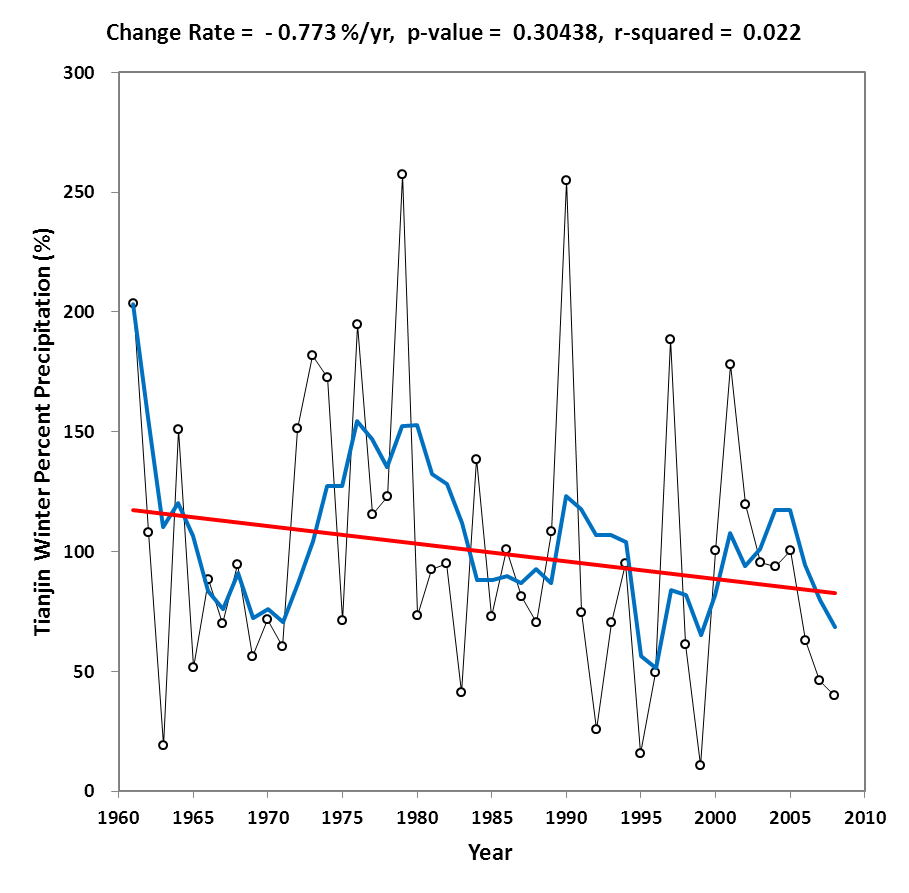 Change Rate = - 0.773 %/yr, p-value = 0.30438, r-squared = 0.022
300
250
200
150
100
50
0
Tianjin Winter Percent Precipitation (%)
1960 1965 1970 1975 1980 1985 1990 1995 2000 2005 2010
Year